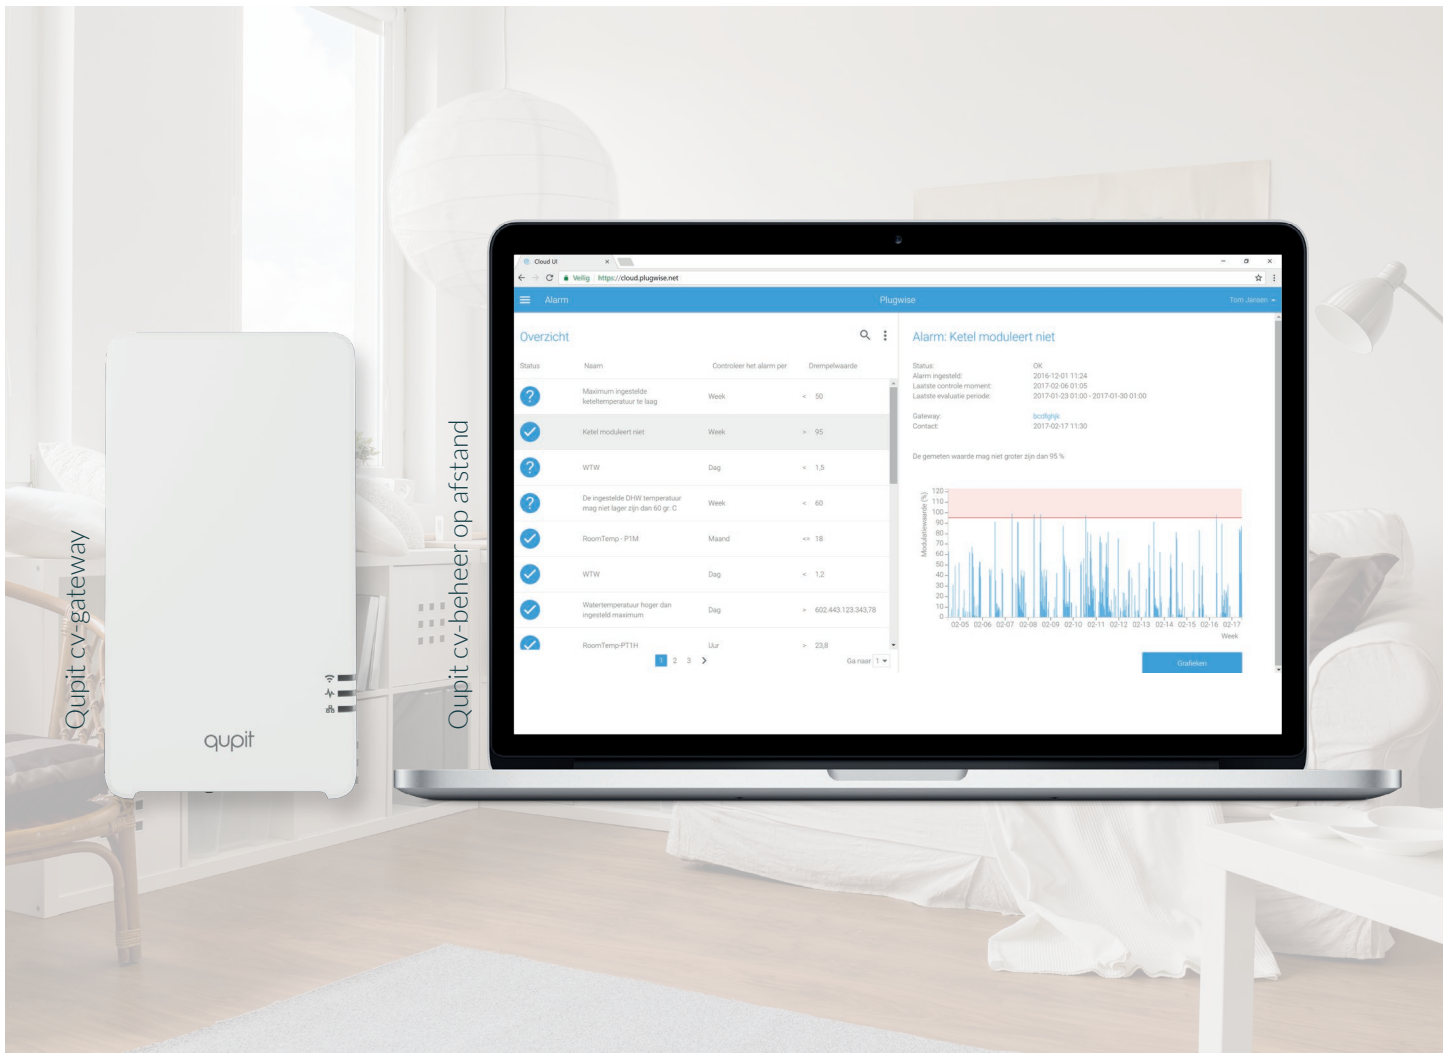 Qupit cv-gateway
qupit
Qupit cv-beheer op afstand
Cloud UI
Veilig
https://cloud.plugwise.net
Alarm
Plugwise
Tom Jansen
Overzicht
Status Naam Controleer het alarm per Drempelwaarde
Maximum ingestelde
keteltemperatuur te laag
Week < 50
Ketel moduleert niet Week > 95
WTW Dag < 1,5
De ingestelde DHW temperatuur
mag niet lager zijn dan 60 gr. C
Week < 60
RoomTemp - P1M Maand <= 18
WTW Dag < 1,2
Watertemperatuur hoger dan
ingesteld maximum
Dag > 602.443.123.343,78
RoomTemp-PT1H Uur > 23,8
1 2 3 >
Ga naar 1
Alarm: Ketel moduleert niet
Status: OK
Alarm ingesteld: 2016-12-01 11:24
Laatste controle moment: 2017-02-06 01:05
Laatste evaluatie periode: 2017-01-23 01:00 - 2017-01-30 01:00
Gateway: bcdfghjk
Contact: 2017-02-17 11:30
De gemeten waarde mag niet groter zijn dan 95 %
Modulatiewaarde (%)
120
110
100
90
80
70
60
50
40
30
20
10
0
02-05 02-06 02-07 02-08 02-09 02-10 02-11 02-12 02-13 02-14 02-15 02-16 02-17
Week
Grafieken